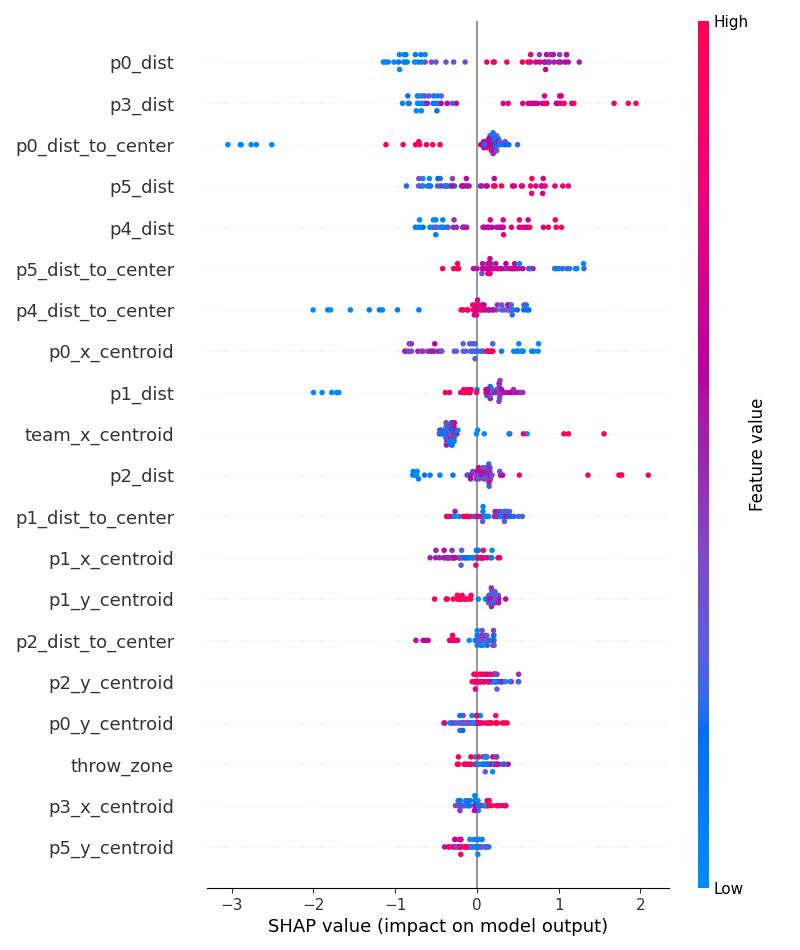 High
p0_dist
p3_dist
p0_dist_to_center
p5_dist
p4_dist
p5_dist_to_center
p4_dist_to_center
p0_x_centroid
p1_dist
team_x_centroid
p2_dist
p1_dist_to_center
p1_x_centroid
p1_y_centroid
p2_dist_to_center
p2_y_centroid
p0_y_centroid
throw_zone
p3_x_centroid
p5_y_centroid
Feature value
Low
−3 −2 −1 0 1 2
SHAP value (impact on model output)